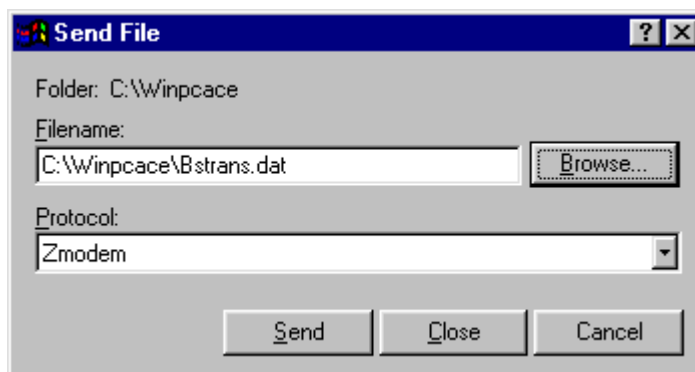 Send File
Folder: C:\Winpcace
Filename:
C:\Winpcace\Bstrans.dat
Browse...
Protocol:
Zmodem
Send Close Cancel